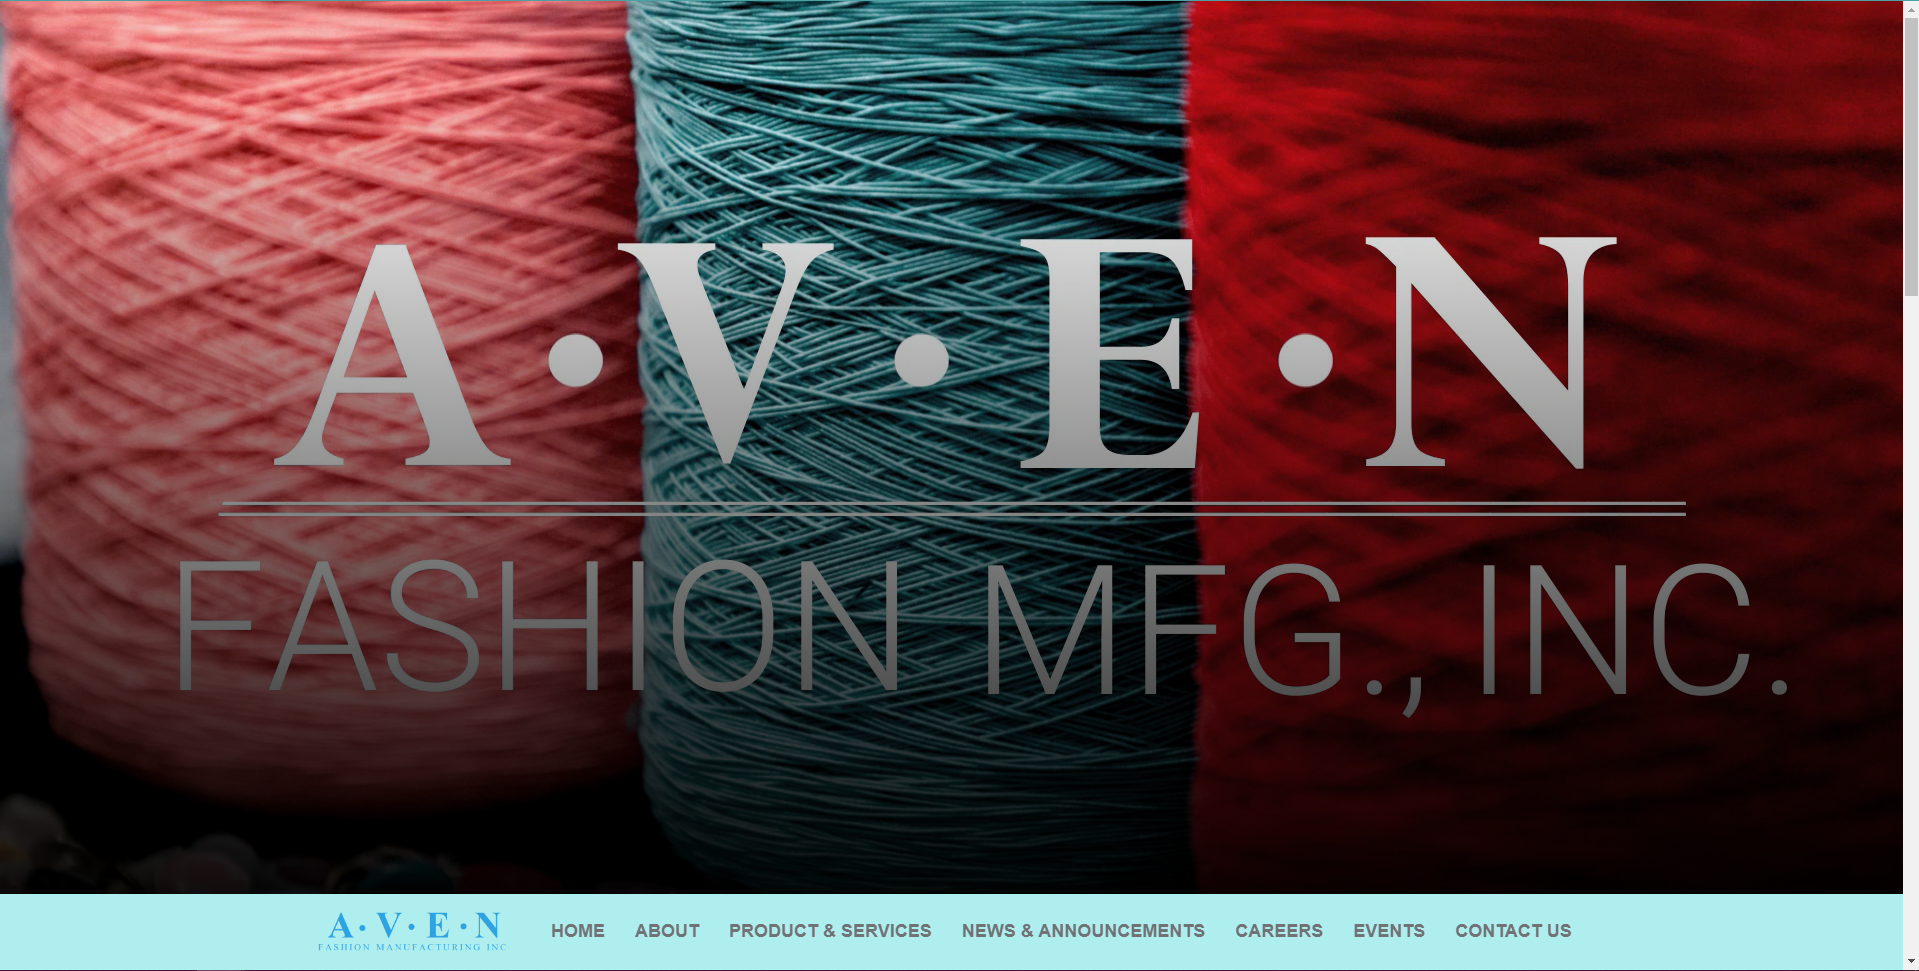 A·V·E·N
FASHION MFG., INC.
A·V·E·N
FASHION MANUFACTURING INC
HOME
ABOUT
PRODUCT & SERVICES
NEWS & ANNOUNCEMENTS
CAREERS
EVENTS
CONTACT US